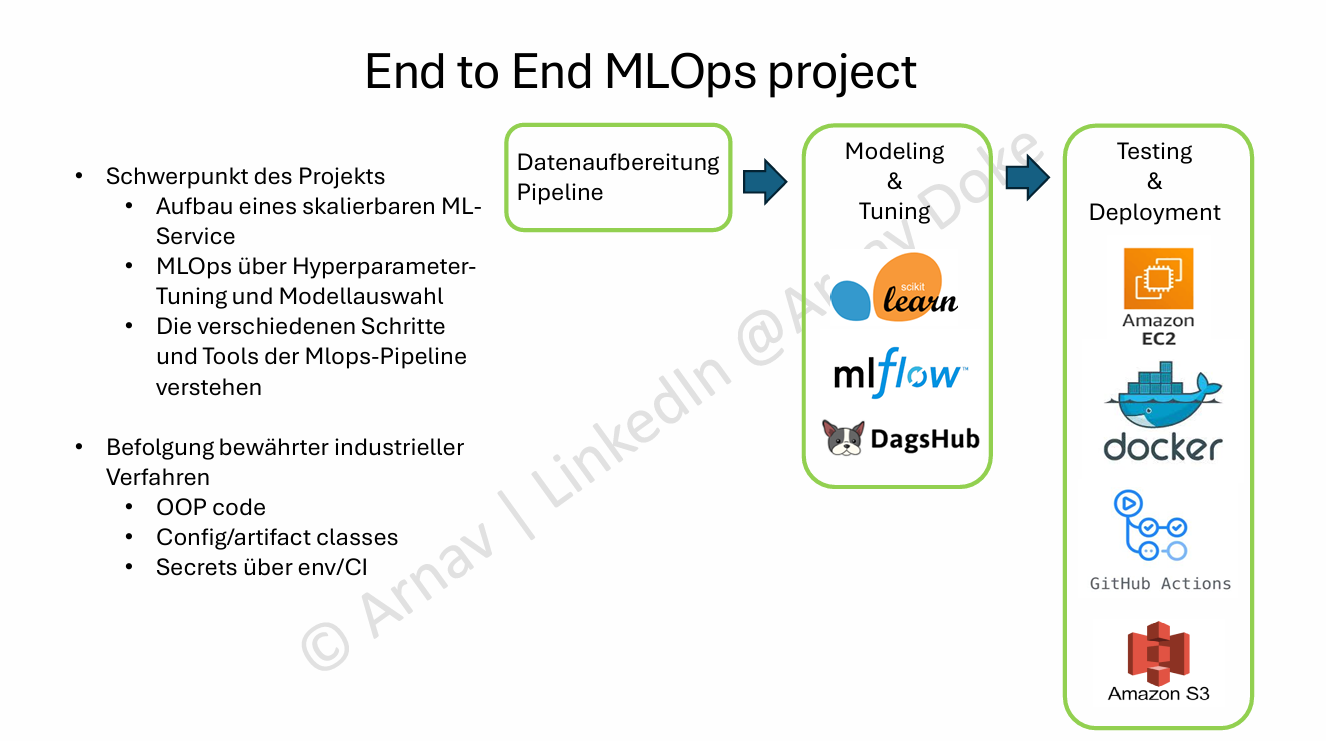 End to End MLOps project
• Schwerpunkt des Projekts
• Aufbau eines skalierbaren ML-
Service
• MLOps über Hyperparameter-
Tuning und Modellauswahl
• Die verschiedenen Schritte
und Tools der Mlops-Pipeline
verstehen
• Befolgung bewährter industrieller
Verfahren
• OOP code
• Config/artifact classes
• Secrets über env/CI
Datenaufbereitung
Pipeline
Modeling
&
Tuning
scikit
learn
mlflow™
DagsHub
Testing
&
Deployment
Amazon
EC2
docker
GitHub Actions
Amazon S3
© Arnav | LinkedIn @Arnav Doke